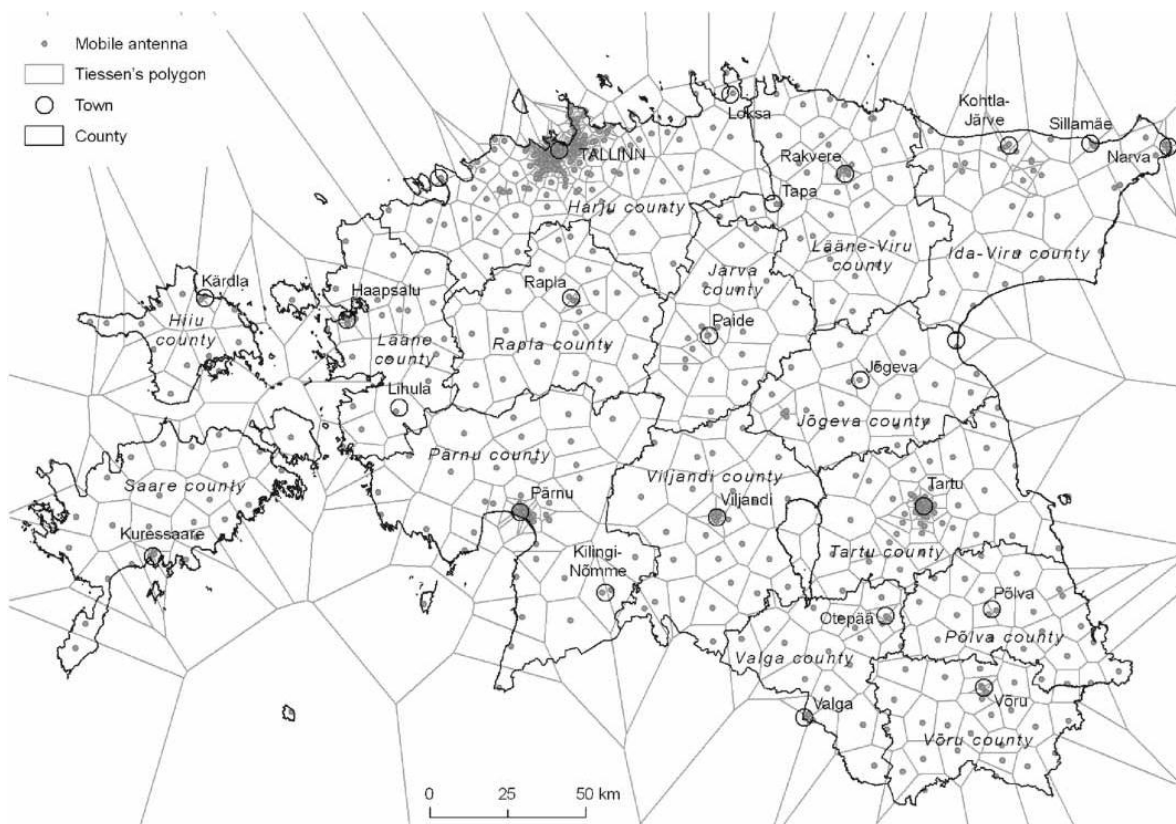 Mobile antenna
Tiessen's polygon
Town
County
Loksa
Kohtla-
Järve
Sillamäe
Narva
TALLINN
Rakvere
Tapa
Harju county
Lääne-Viru
county
Ida-Viru county
Kärdla
Haapsalu
Rapla
Järva
county
Hiiu
county
Lääne
county
Rapla county
Paide
Lihula
Jõgeva
Jõgeva county
Pärnu county
Saare county
Viljandi county
Pärnu
Viljandi
Tartu
Kuressaare
Tartu county
Kilingi-
Nõmme
Otepää
Põlva
Põlva county
Valga county
Valga
Võru
Võru county
0 25 50 km